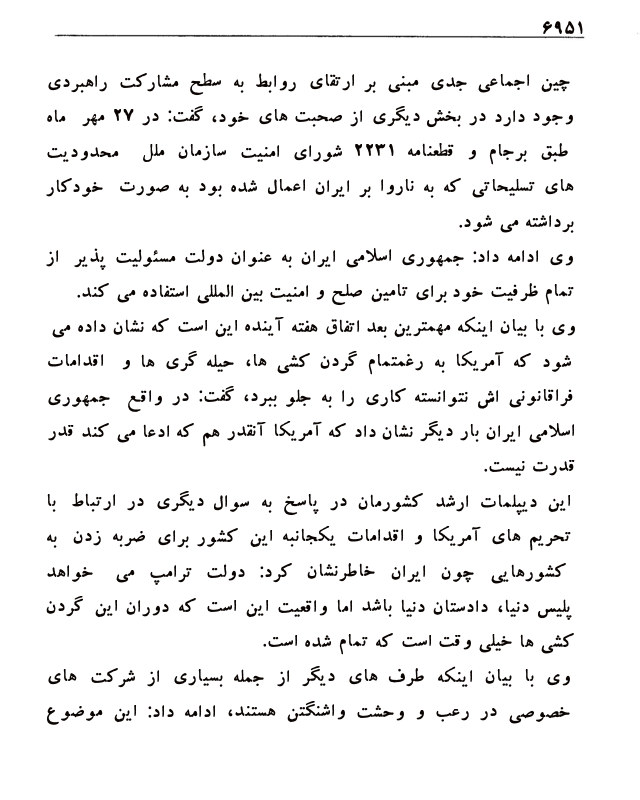 ۶۹۵۱
چین اجماعی جدی مبنی بر ارتقای روابط به سطح مشارکت راهبردی
وجود دارد در بخش دیگری از صحبت های خود، گفت: در ۲۷ مهر ماه
طبق برجام و قطعنامه ۲۲۳۱ شورای امنیت سازمان ملل محدودیت
های تسلیحاتی که به ناروا بر ایران اعمال شده بود به صورت خودکار
برداشته می شود.
وی ادامه داد: جمهوری اسلامی ایران به عنوان دولت مسئولیت پذیر از
تمام ظرفیت خود برای تامین صلح و امنیت بین المللی استفاده می کند.
وی با بیان اینکه مهمترین بعد اتفاق هفته آینده این است که نشان داده می
شود که آمریکا به رغمتمام گردن کشی ها، حیله گری ها و اقدامات
فراقانونی اش نتوانسته کاری را به جلو ببرد، گفت: در واقع جمهوری
اسلامی ایران بار دیگر نشان داد که آمریکا آنقدر هم که ادعا می کند قدر
قدرت نیست.
این دیپلمات ارشد کشورمان در پاسخ به سوال دیگری در ارتباط با
تحریم های آمریکا و اقدامات یکجانبه این کشور برای ضربه زدن به
کشورهایی چون ایران خاطرنشان کرد: دولت ترامپ می خواهد
پلیس دنیا، دادستان دنیا باشد اما واقعیت این است که دوران این گردن
کشی ها خیلی وقت است که تمام شده است.
وی با بیان اینکه طرف های دیگر از جمله بسیاری از شرکت های
خصوصی در رعب و وحشت واشنگتن هستند، ادامه داد: این موضوع